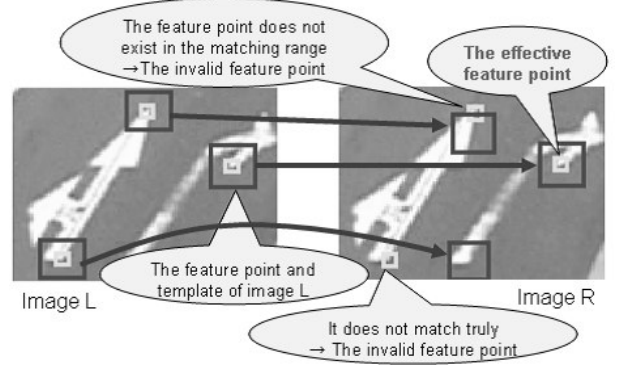 The feature point does not
exist in the matching range
→The invalid feature point
The effective
feature point
The feature point and
template of image L
Image L
Image R
It does not match truly
→ The invalid feature point